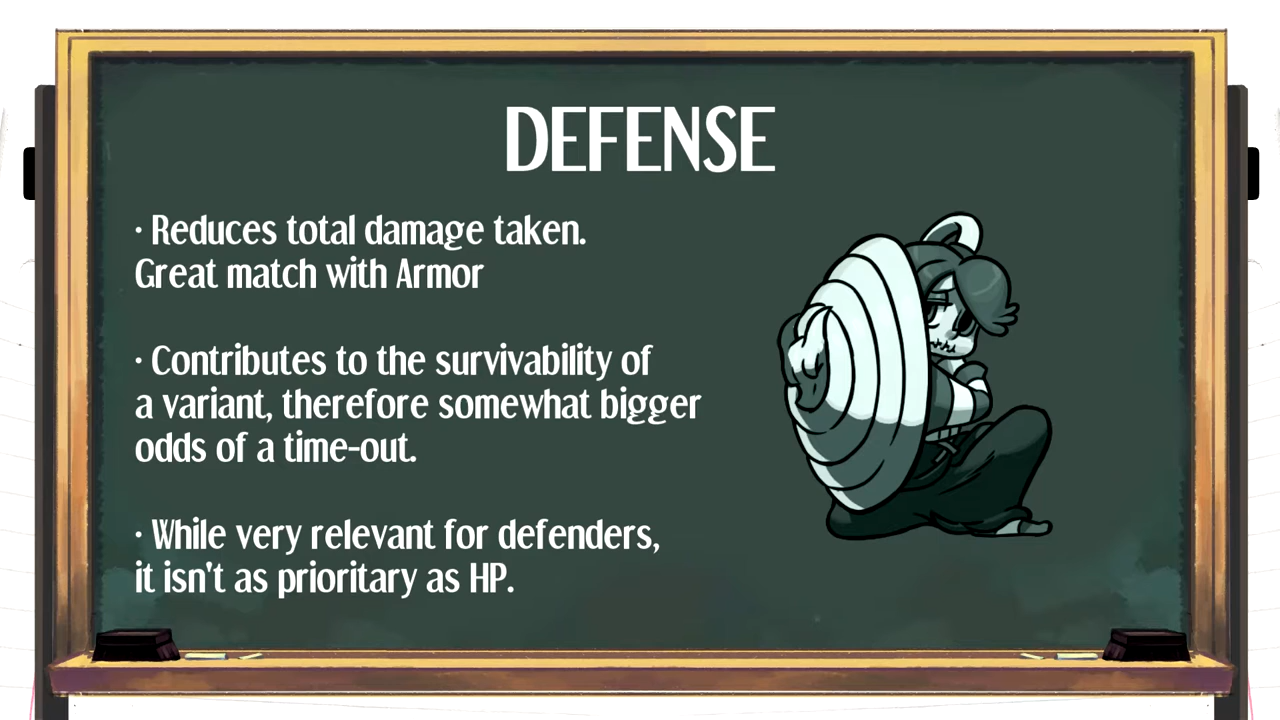 DEFENSE
· Reduces total damage taken.
Great match with Armor
· Contributes to the survivability of
a variant, therefore somewhat bigger
odds of a time-out.
· While very relevant for defenders,
it isn't as prioritary as HP.